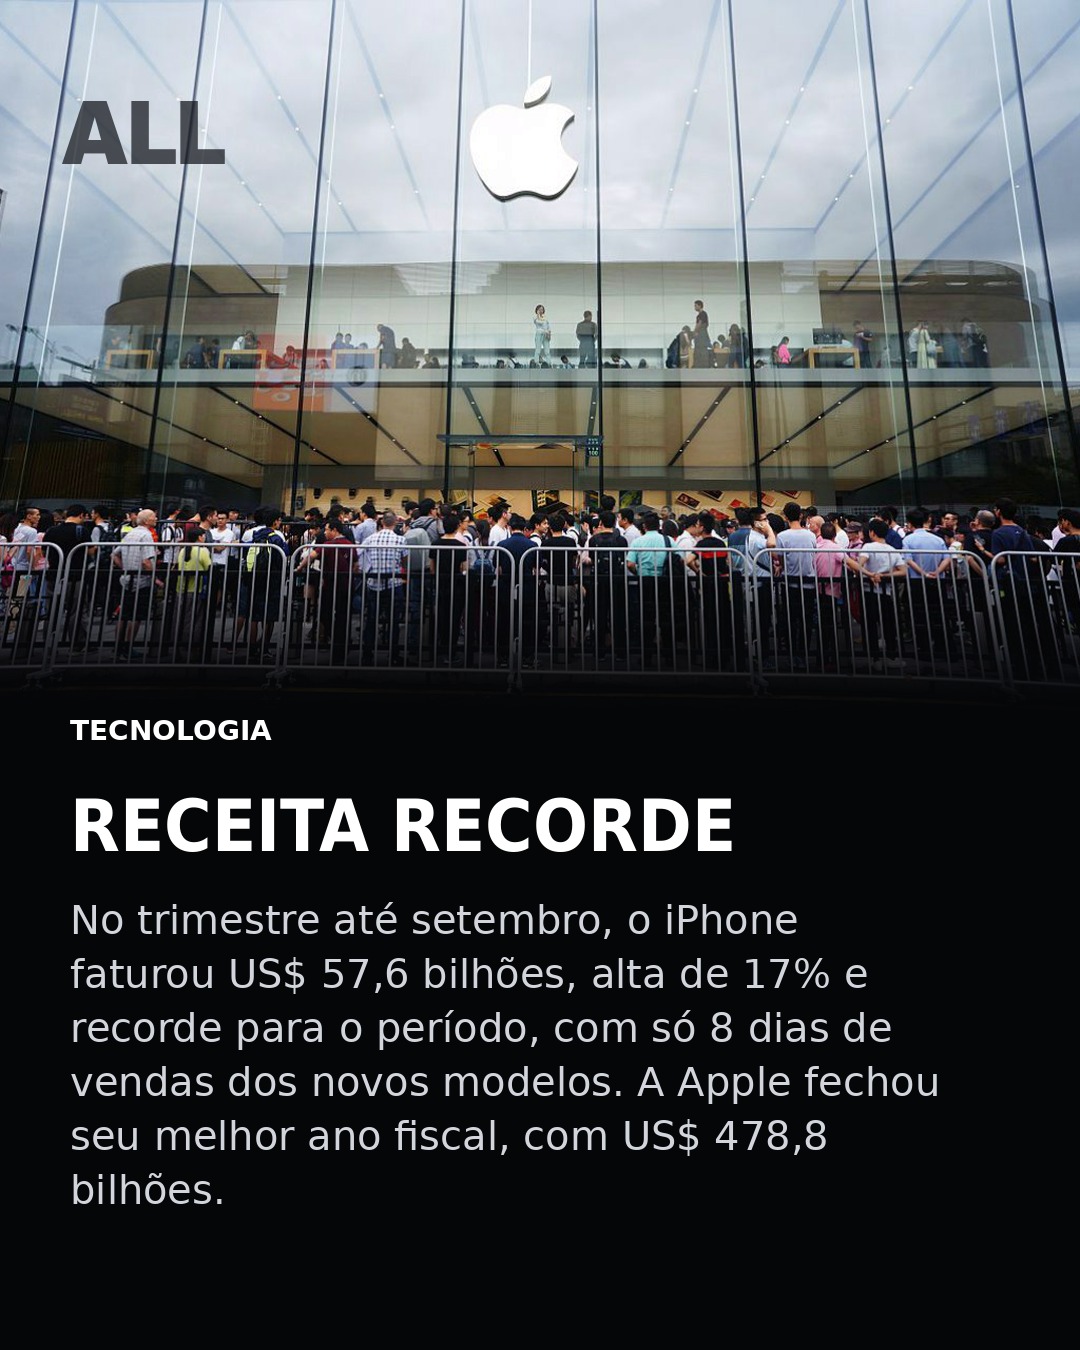 ALL
TECNOLOGIA
RECEITA RECORDE
No trimestre até setembro, o iPhone
faturou US$ 57,6 bilhões, alta de 17% e
recorde para o período, com só 8 dias de
vendas dos novos modelos. A Apple fechou
seu melhor ano fiscal, com US$ 478,8
bilhões.